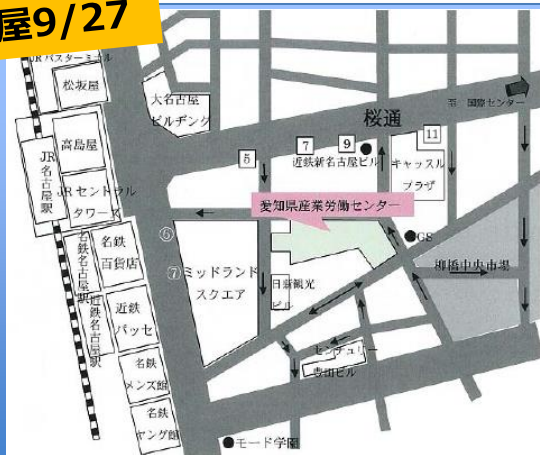 屋9/27
JRバスターミナル
松坂屋
大名古屋
ビルヂング
至 国際センター
桜通
高島屋
JR名古屋駅
JRセントラル
タワーズ
5
7
9
11
近鉄新名古屋ビル
キャッスル
プラザ
愛知県産業労働センター
名鉄
百貨店
名鉄名古屋駅
⑤
⑦
ミッドランド
スクエア
GS
柳橋中央市場
近鉄
パッセ
近鉄名古屋駅
日新観光
ビル
センチュリー
豊田ビル
名鉄
メンズ館
名鉄
ヤング館
モード学園